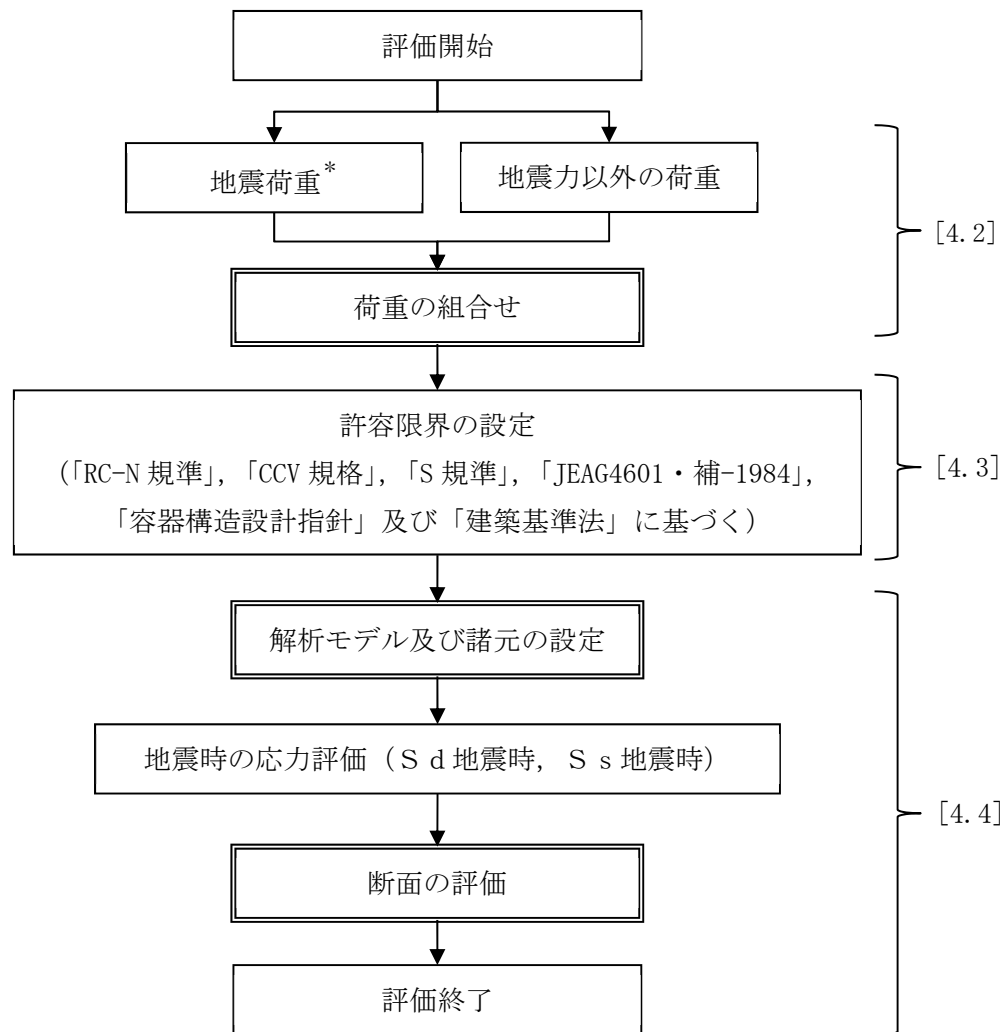 評価開始
地震荷重*
地震力以外の荷重
[4.2]
荷重の組合せ
許容限界の設定
(「RC-N 規準」, 「CCV 規格」, 「S 規準」, 「JEAG4601・補-1984」,
「容器構造設計指針」及び「建築基準法」に基づく)
[4.3]
解析モデル及び諸元の設定
地震時の応力評価(Ｓｄ地震時, Ｓｓ地震時)
[4.4]
断面の評価
評価終了